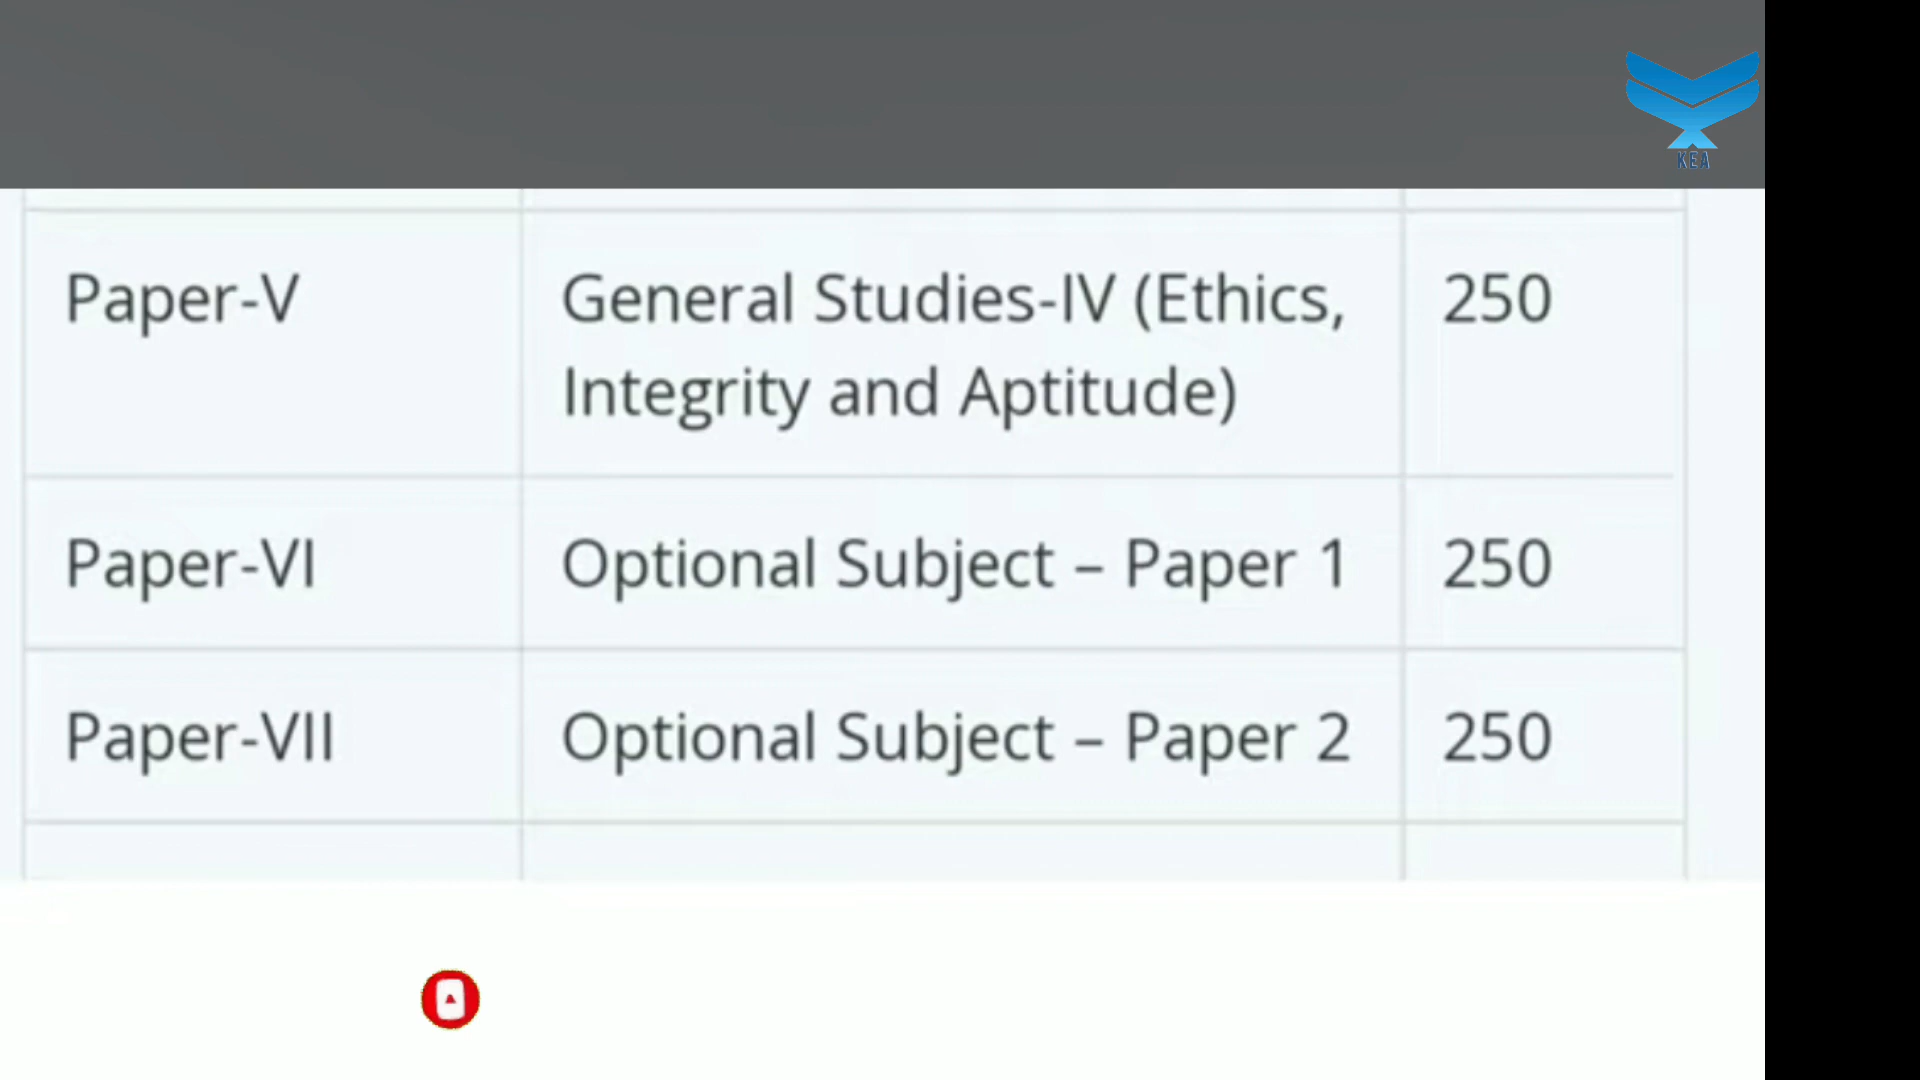 KEA
Paper-V General Studies-IV (Ethics, 250
Integrity and Aptitude)
Paper-VI Optional Subject – Paper 1 250
Paper-VII Optional Subject – Paper 2 250